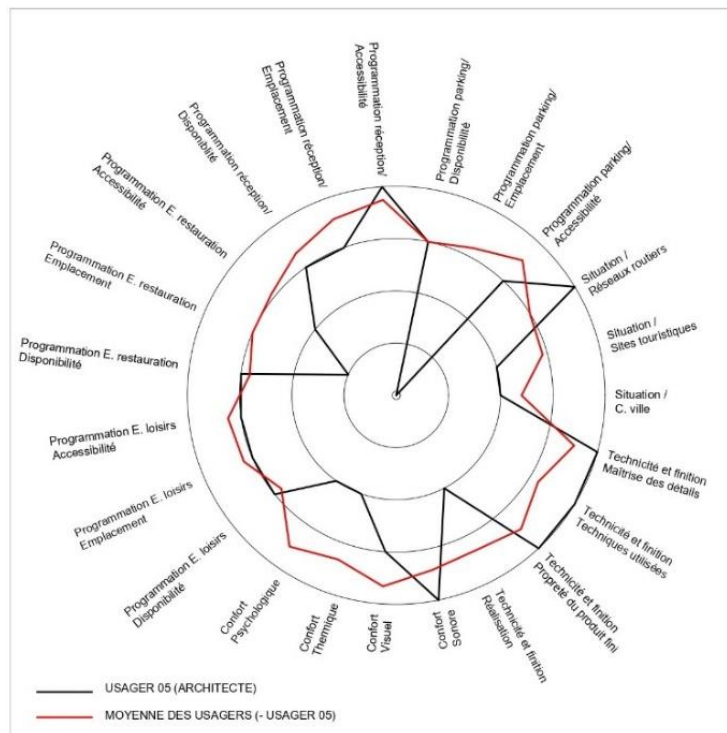 Programmation réception/
Accessibilité
Programmation parking/
Disponibilité
Programmation parking/
Emplacement
Programmation parking/
Accessibilité
Situation /
Réseaux routiers
Situation /
Sites touristiques
Situation /
C. ville
Technicité et finition
Maîtrise des détails
Technicité et finition
Techniques utilisées
Technicité et finition
Propreté du produit fini
Technicité et finition
Réalisation
Confort
Sonore
Confort
Visuel
Confort
Thermique
Confort
Psychologique
Programmation E. loisirs
Disponibilité
Programmation E. loisirs
Emplacement
Programmation E. loisirs
Accessibilité
Programmation E. restauration
Disponibilité
Programmation E. restauration
Emplacement
Programmation E. restauration
Accessibilité
Programmation réception/
Disponiblité
Programmation réception/
Emplacement
USAGER 05 (ARCHITECTE)
MOYENNE DES USAGERS (- USAGER 05)